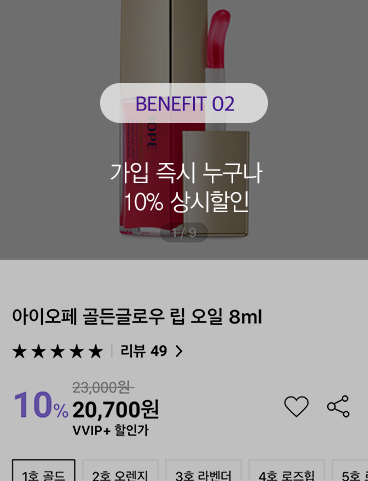 BENEFIT 02
OPE
가입 즉시 누구나
10% 상시할인
1 / 9
아이오페 골든글로우 립 오일 8ml
★★★★★ | 리뷰 49 >
23,000원
10% 20,700원
VVIP+ 할인가
1호 골드 2호 오렌지 3호 라벤더 4호 로즈힙 5호